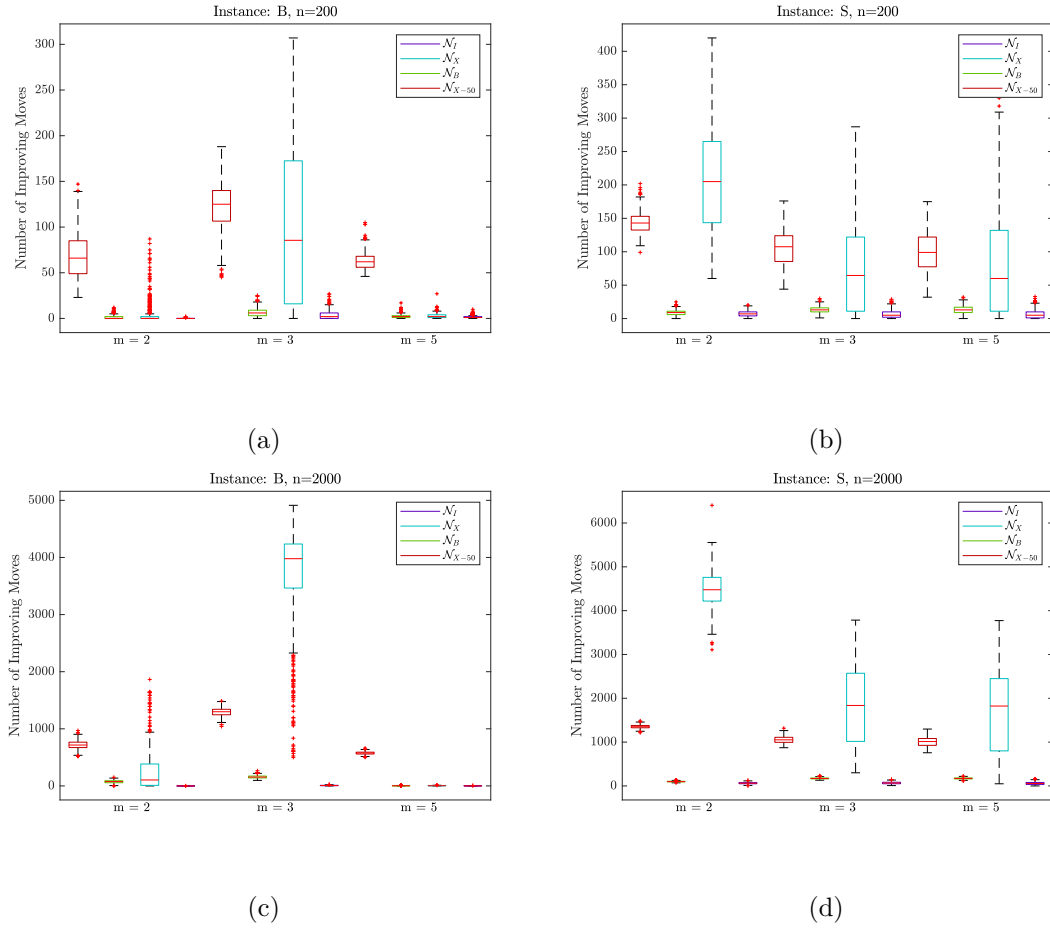 Instance: B, n=200
Number of Improving Moves
300
250
200
150
100
50
0
m = 2
m = 3
m = 5
𝒩_I
𝒩_X
𝒩_B
𝒩_{X−50}
(a)
Instance: S, n=200
Number of Improving Moves
400
350
300
250
200
150
100
50
0
m = 2
m = 3
m = 5
𝒩_I
𝒩_X
𝒩_B
𝒩_{X−50}
(b)
Instance: B, n=2000
Number of Improving Moves
5000
4000
3000
2000
1000
0
m = 2
m = 3
m = 5
𝒩_I
𝒩_X
𝒩_B
𝒩_{X−50}
(c)
Instance: S, n=2000
Number of Improving Moves
6000
5000
4000
3000
2000
1000
0
m = 2
m = 3
m = 5
𝒩_I
𝒩_X
𝒩_B
𝒩_{X−50}
(d)